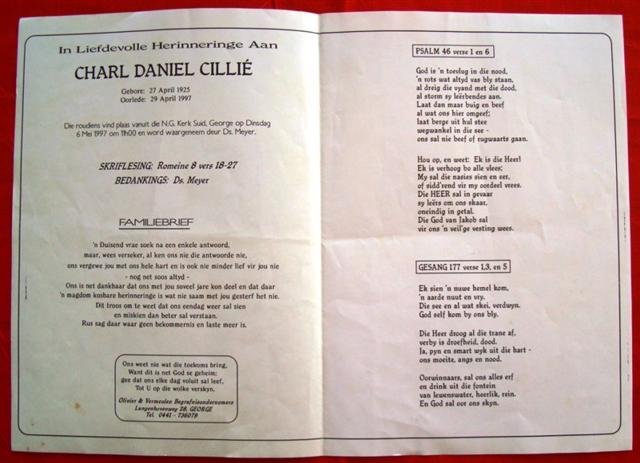 In Liefdevolle Herinneringe Aan
CHARL DANIEL CILLIÉ
Gebore: 27 April 1925
Oorlede: 29 April 1997
Die roudens vind plaas vanuit die N.G. Kerk Suid, George op Dinsdag
6 Mei 1997 om 11h00 en word waargeneem deur Ds. Meyer.
SKRIFLESING: Romeine 8 vers 18-27
BEDANKINGS: Ds. Meyer
FAMILIEBRIEF
'n Duisend vrae soek na een enkele antwoord,
maar, wees verseker, al ken ons nie die antwoorde nie,
ons vergewe jou met ons hele hart en is ook nie minder lief vir jou nie
- nog net soos altyd -
Ons is net dankbaar dat ons met jou soveel jare kon deel en dat daar
'n magdom kosbare herinneringe is wat nie saam met jou gesterf het nie.
Dit troos om te weet dat ons eendag weer sal sien
en miskien dan beter sal verstaan.
Rus sag daar waar geen bekommernis en laste meer is.
Ons weet nie wat die toekoms bring,
Want dit is net God se geheim;
gee dat ons elke dag voluit sal leef,
Tot U op die wolke verskyn.
Olivier & Vermeulen Begrafnisondernemers
Langenhovenweg 28, GEORGE
Tel. 0441 - 736079
PSALM 46 verse 1 en 6
God is 'n toevlug in die nood,
'n rots wat altyd vas bly staan,
al dreig die vyand met die dood,
al storm sy leërbendes aan.
Laat dan maar buig en beef
al wat ons hier omgeef;
laat berge uit hul stee
wegwankel in die see -
ons sal nie beef of rugwaarts gaan.
Hou op, en weet: Ek is die Heer!
Ek is verhoog bo alle vlees;
My sal die nasies sien en eer,
of sidd'rend vir my oordeel vrees.
Die HEER sal in gevaar
sy leërs om ons skaar,
oneindig in getal.
Die God van Jakob sal
vir ons 'n veil'ge vesting wees.
GESANG 177 verse 1,3, en 5
Ek sien 'n nuwe hemel kom,
'n aarde nuut en vry.
Die see en al wat skei, verdwyn.
God self kom by ons bly.
Die Heer droog al die trane af,
verby is droefheid, dood.
Ja, pyn en smart wyk uit die hart -
ons moeite, angs en nood.
Oorwinnaars, sal ons alles erf
en drink uit die fontein
van lewenswater, heerlik, rein.
En God sal oor ons skyn.